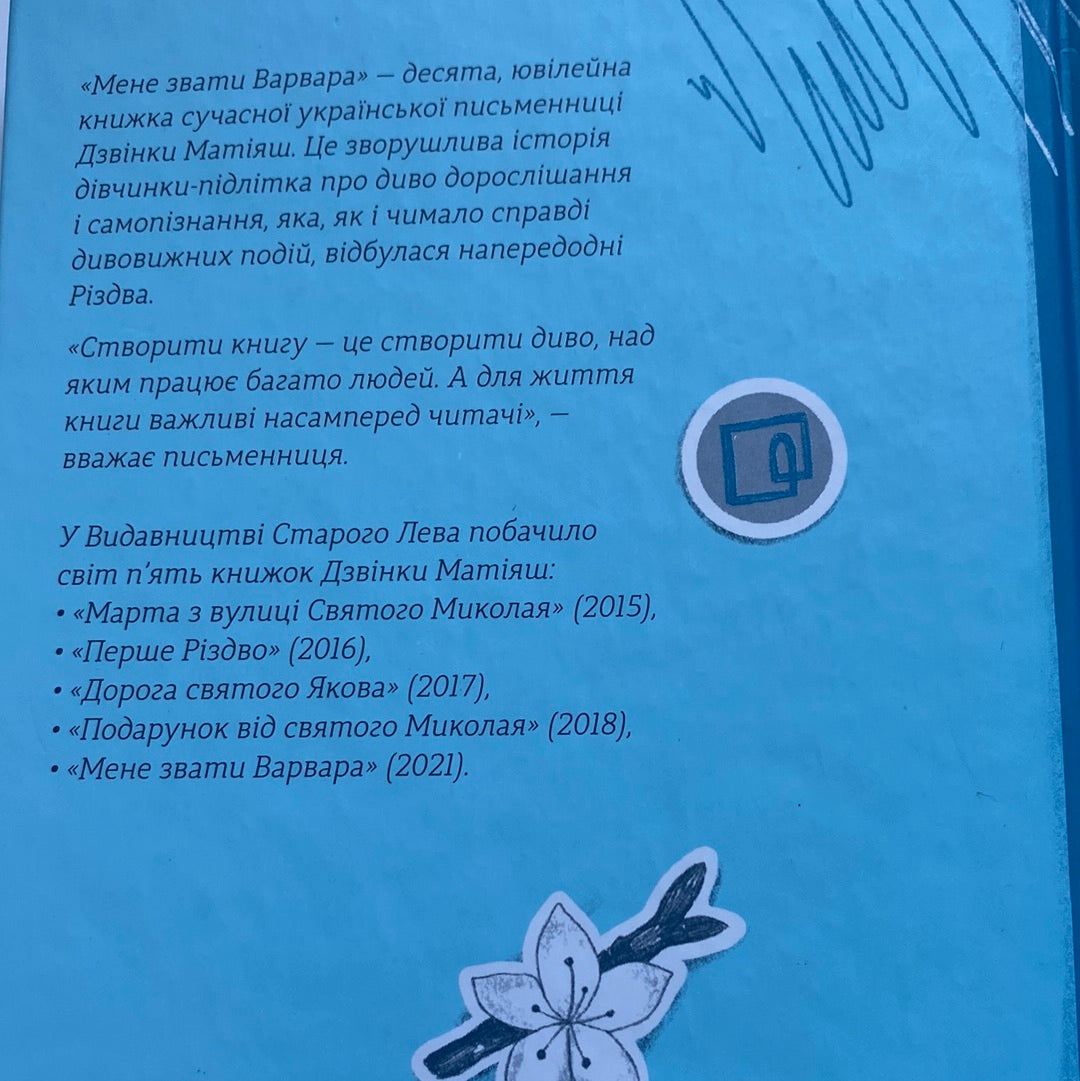 «Мене звати Варвара» — десята, ювілейна
книжка сучасної української письменниці
Дзвінки Матіяш. Це зворушлива історія
дівчинки-підлітка про диво дорослішання
і самопізнання, яка, як і чимало справді
дивовижних подій, відбулася напередодні
Різдва.
«Створити книгу — це створити диво, над
яким працює багато людей. А для життя
книги важливі насамперед читачі», —
вважає письменниця.
У Видавництві Старого Лева побачило
світ п’ять книжок Дзвінки Матіяш:
• «Марта з вулиці Святого Миколая» (2015),
• «Перше Різдво» (2016),
• «Дорога святого Якова» (2017),
• «Подарунок від святого Миколая» (2018),
• «Мене звати Варвара» (2021).